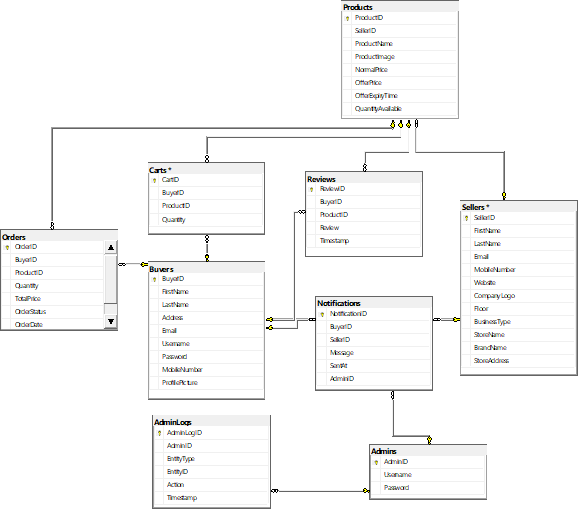 Products
ProductID
SellerID
ProductName
ProductImage
NormalPrice
OfferPrice
OfferExpiryTime
QuantityAvailable
Carts *
CartID
BuyerID
ProductID
Quantity
Reviews
ReviewID
BuyerID
ProductID
Review
Timestamp
Sellers *
SellerID
FirstName
LastName
Email
MobileNumber
Website
CompanyLogo
Floor
BusinessType
StoreName
BrandName
StoreAddress
Orders
OrderID
BuyerID
ProductID
Quantity
TotalPrice
OrderStatus
OrderDate
Buyers
BuyerID
FirstName
LastName
Address
Email
Username
Password
MobileNumber
ProfilePicture
Notifications
NotificationID
BuyerID
SellerID
Message
SentAt
AdminID
AdminLogs
AdminLogID
AdminID
EntityType
EntityID
Action
Timestamp
Admins
AdminID
Username
Password